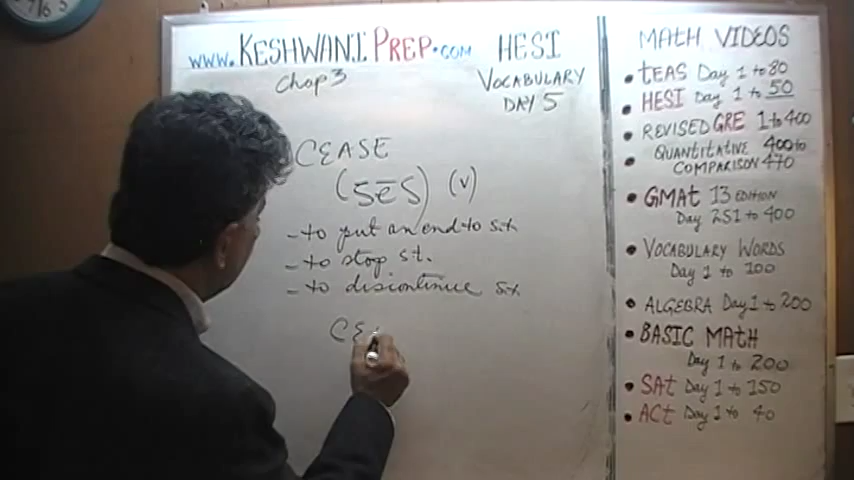 www.KESHWANIPREP.com
Chap 3
HESI
VOCABULARY
DAY 5
CEASE
(sēs) (v)
- to put an end to s.t.
- to stop s.t.
- to discontinue s.t.
CE
MATH VIDEOS
• tEAS Day 1 to 80
• HESI Day 1 to 50
• REVISED GRE 1 to 400
• QUANtitAtiVE 400 to
COMPARISON 470
• GMAt 13 EDITION
Day 251 to 400
• VOCABULARY WORDS
Day 1 to 100
• ALGEBRA Day 1 to 200
• BASIC MATH
Day 1 to 200
• SAt Day 1 to 150
• ACt Day 1 to 40